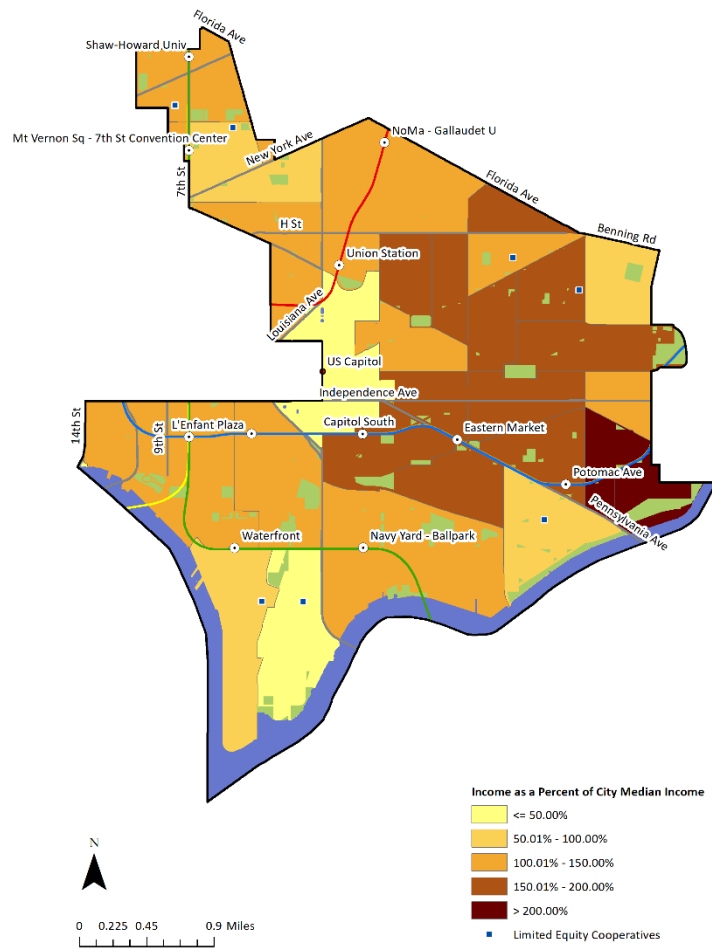 Florida Ave
Shaw-Howard Univ
Mt Vernon Sq - 7th St Convention Center
New York Ave
NoMa - Gallaudet U
7th St
Florida Ave
H St
Benning Rd
Union Station
Louisiana Ave
US Capitol
Independence Ave
14th St
9th St
L'Enfant Plaza
Capitol South
Eastern Market
Potomac Ave
Pennsylvania Ave
Waterfront
Navy Yard - Ballpark
Income as a Percent of City Median Income
<= 50.00%
50.01% - 100.00%
100.01% - 150.00%
150.01% - 200.00%
> 200.00%
Limited Equity Cooperatives
N
0 0.225 0.45 0.9 Miles